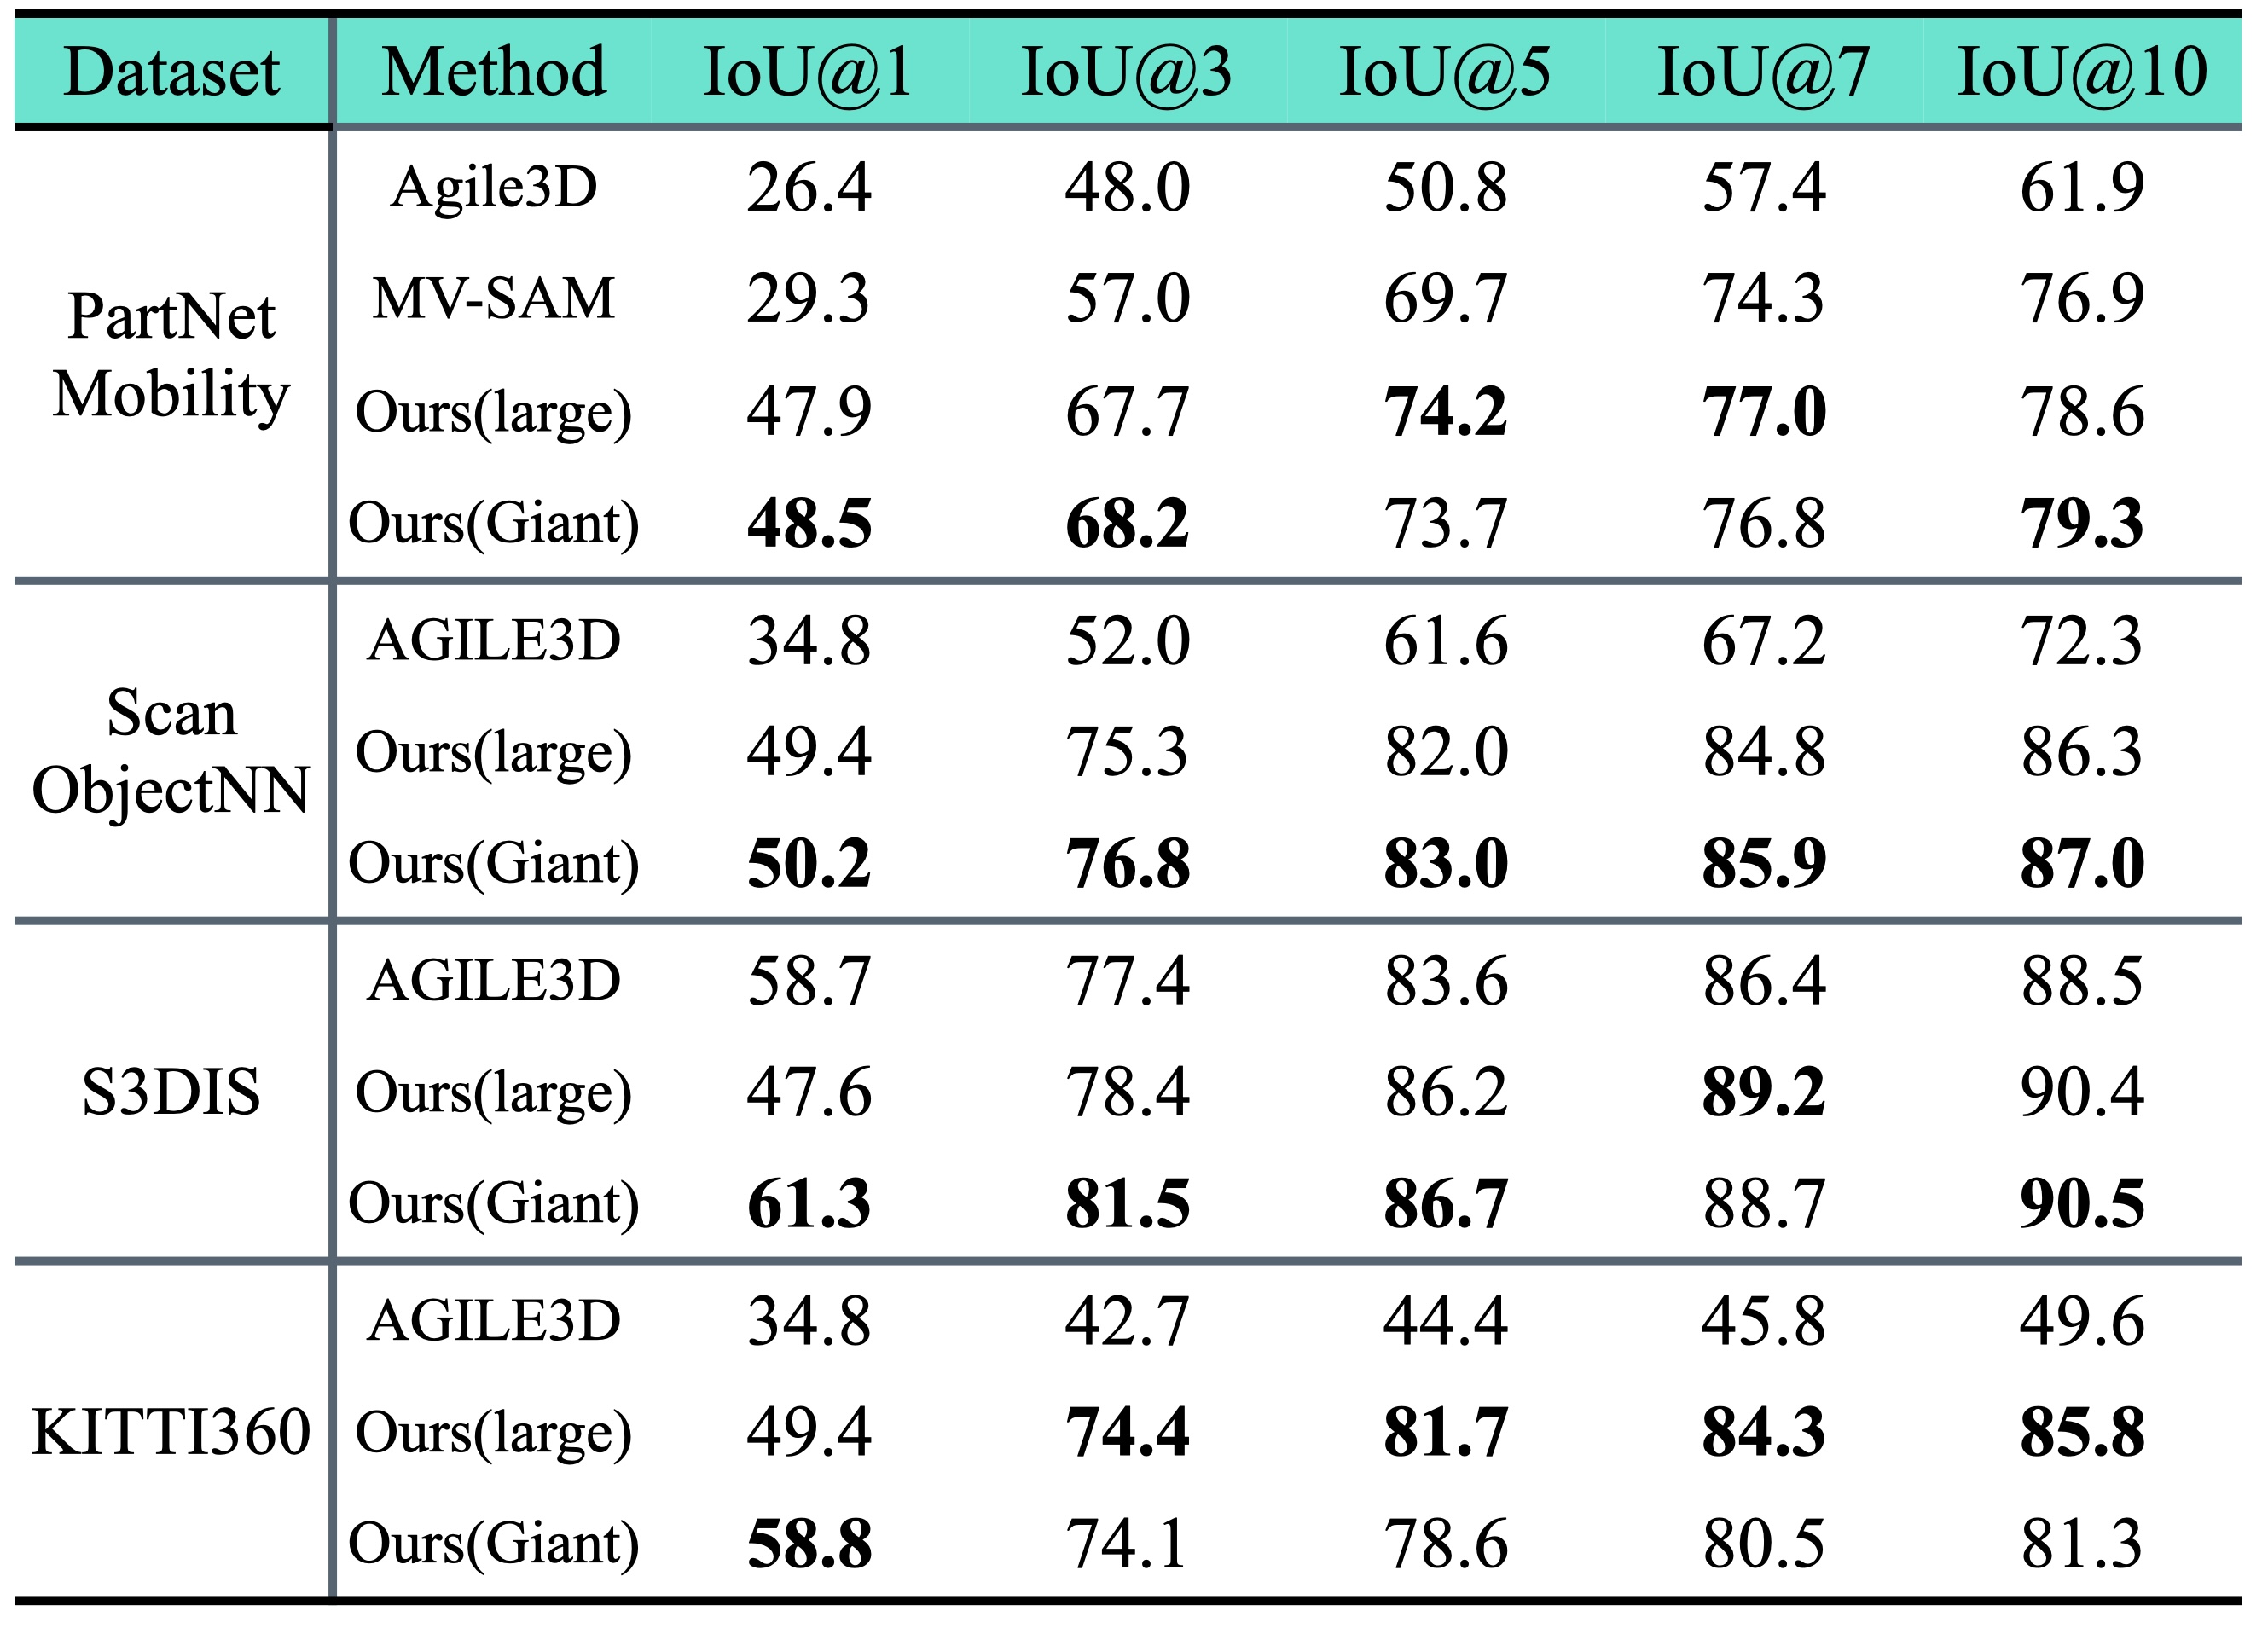 Dataset Method IoU@1 IoU@3 IoU@5 IoU@7 IoU@10
PartNet
Mobility
Agile3D 26.4 48.0 50.8 57.4 61.9
MV-SAM 29.3 57.0 69.7 74.3 76.9
Ours(large) 47.9 67.7 74.2 77.0 78.6
Ours(Giant) 48.5 68.2 73.7 76.8 79.3
Scan
ObjectNN
AGILE3D 34.8 52.0 61.6 67.2 72.3
Ours(large) 49.4 75.3 82.0 84.8 86.3
Ours(Giant) 50.2 76.8 83.0 85.9 87.0
S3DIS
AGILE3D 58.7 77.4 83.6 86.4 88.5
Ours(large) 47.6 78.4 86.2 89.2 90.4
Ours(Giant) 61.3 81.5 86.7 88.7 90.5
KITTI360
AGILE3D 34.8 42.7 44.4 45.8 49.6
Ours(large) 49.4 74.4 81.7 84.3 85.8
Ours(Giant) 58.8 74.1 78.6 80.5 81.3